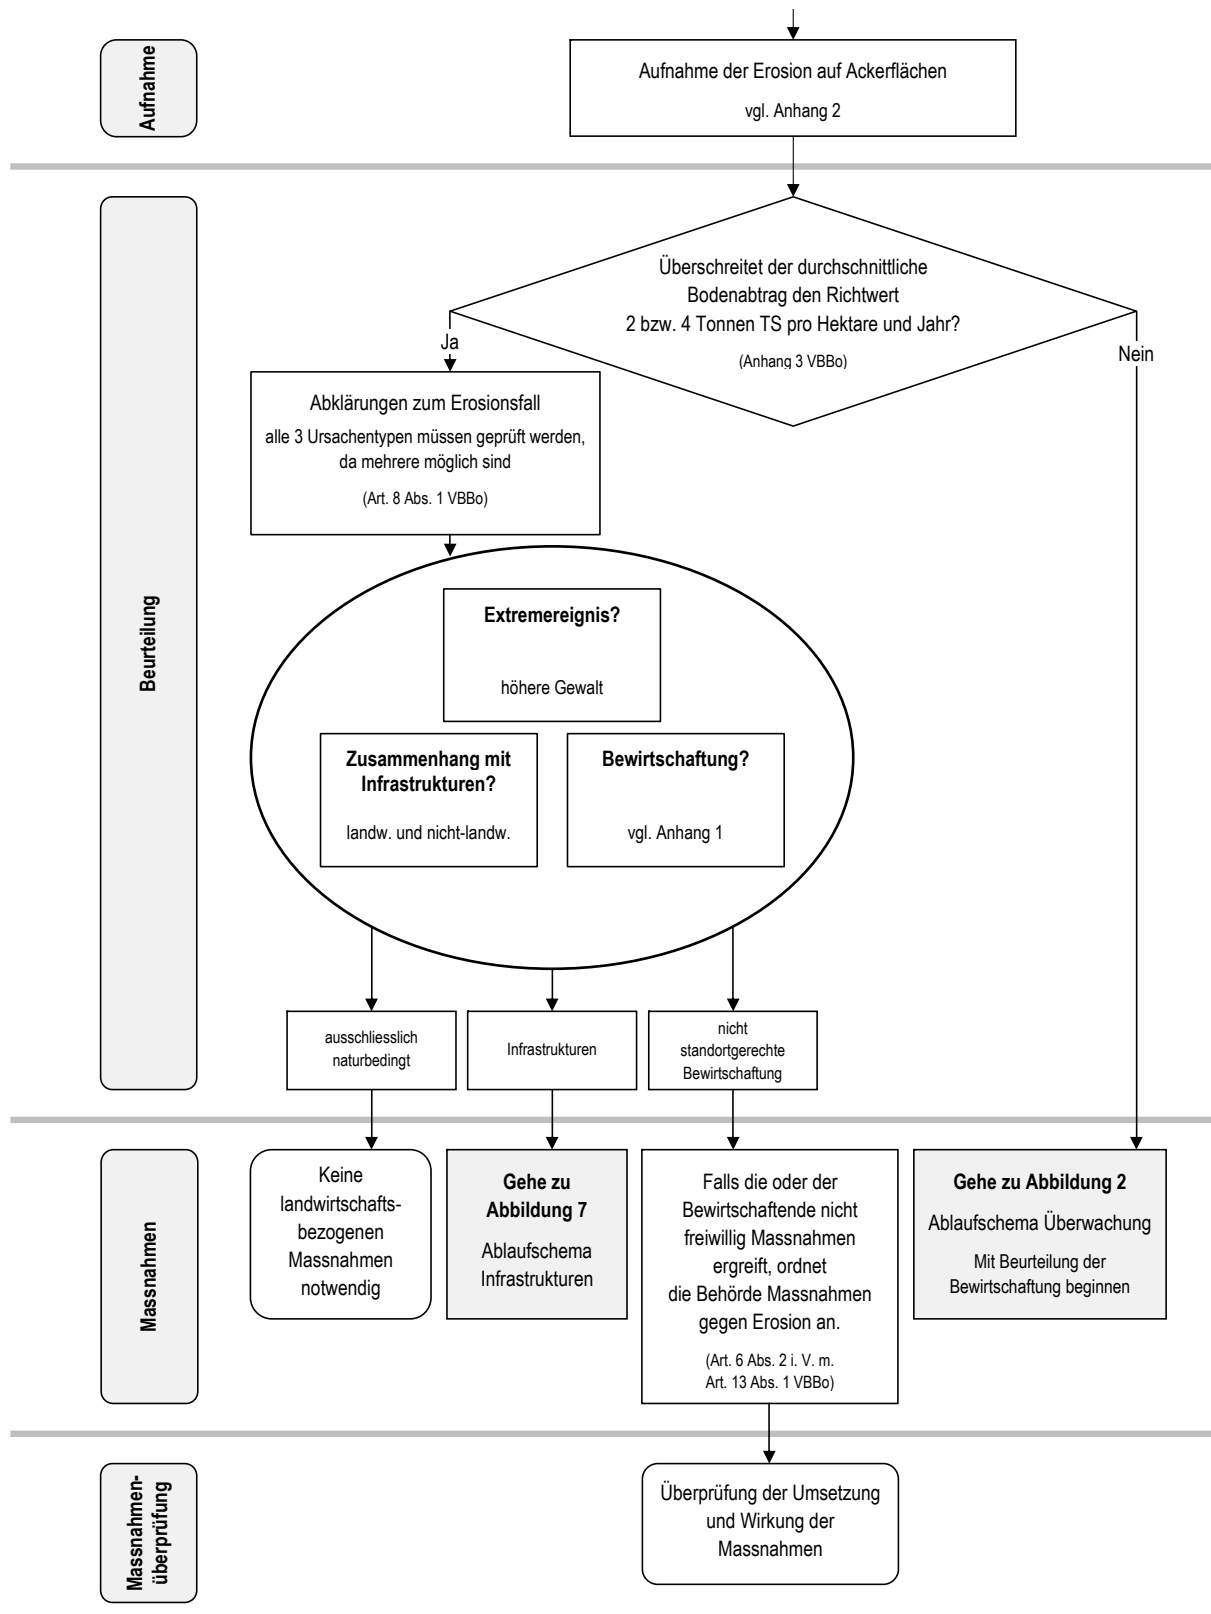 Aufnahme
Aufnahme der Erosion auf Ackerflächen
vgl. Anhang 2
Beurteilung
Überschreitet der durchschnittliche
Bodenabtrag den Richtwert
2 bzw. 4 Tonnen TS pro Hektare und Jahr?
(Anhang 3 VBBo)
Ja
Nein
Abklärungen zum Erosionsfall
alle 3 Ursachentypen müssen geprüft werden,
da mehrere möglich sind
(Art. 8 Abs. 1 VBBo)
Extremereignis?
höhere Gewalt
Zusammenhang mit
Infrastrukturen?
landw. und nicht-landw.
Bewirtschaftung?
vgl. Anhang 1
ausschliesslich
naturbedingt
Infrastrukturen
nicht
standortgerechte
Bewirtschaftung
Massnahmen
Keine
landwirtschafts-
bezogenen
Massnahmen
notwendig
Gehe zu
Abbildung 7
Ablaufschema
Infrastrukturen
Falls die oder der
Bewirtschaftende nicht
freiwillig Massnahmen
ergreift, ordnet
die Behörde Massnahmen
gegen Erosion an.
(Art. 6 Abs. 2 i. V. m.
Art. 13 Abs. 1 VBBo)
Gehe zu Abbildung 2
Ablaufschema Überwachung
Mit Beurteilung der
Bewirtschaftung beginnen
Massnahmen-
überprüfung
Überprüfung der Umsetzung
und Wirkung der
Massnahmen